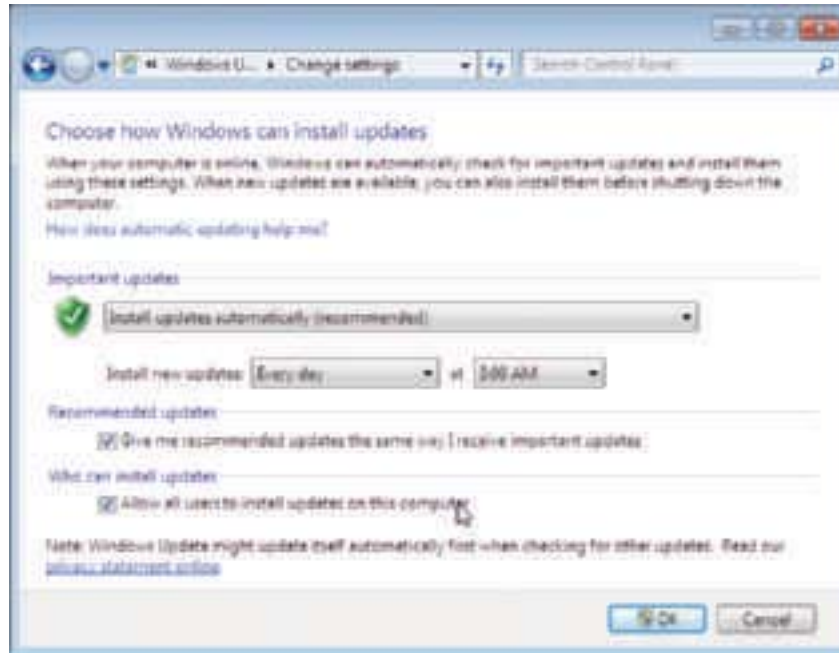 Windows U... Change settings Search Control Panel
Choose how Windows can install updates
When your computer is online, Windows can automatically check for important updates and install them
using these settings. When new updates are available, you can also install them before shutting down the
computer.
How does automatic updating help me?
Important updates
Install updates automatically (recommended)
Install new updates: Every day at 3:00 AM
Recommended updates
Give me recommended updates the same way I receive important updates
Who can install updates
Allow all users to install updates on this computer
Note: Windows Update might update itself automatically first when checking for other updates. Read our
privacy statement online
OK Cancel